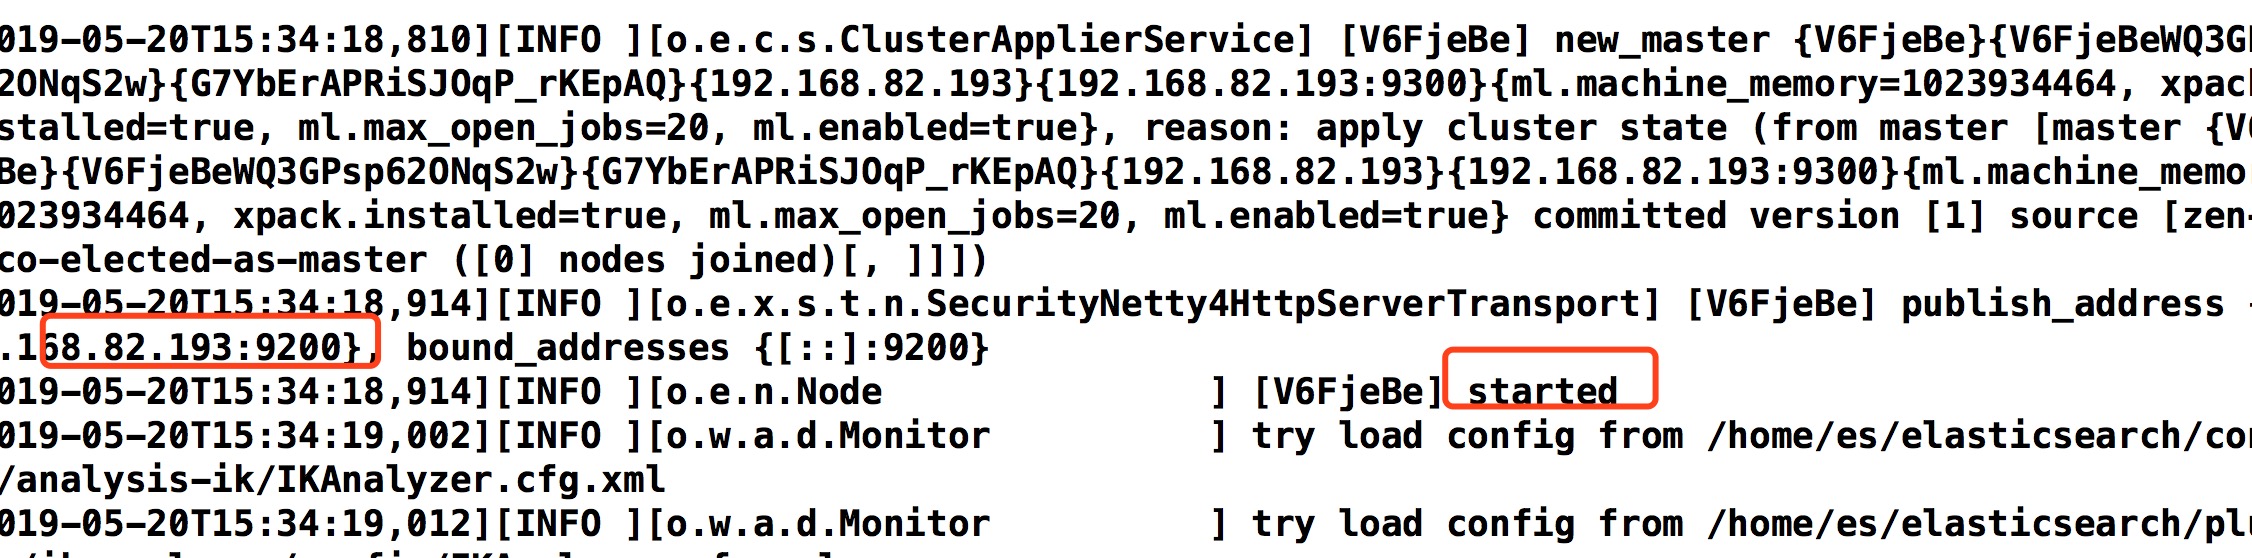 019-05-20T15:34:18,810][INFO ][o.e.c.s.ClusterApplierService] [V6FjeBe] new_master {V6FjeBe}{V6FjeBeWQ3G
2ONqS2w}{G7YbErAPRiSJOqP_rKEpAQ}{192.168.82.193}{192.168.82.193:9300}{ml.machine_memory=1023934464, xpac
stalled=true, ml.max_open_jobs=20, ml.enabled=true}, reason: apply cluster state (from master [master {V
Be}{V6FjeBeWQ3GPsp62ONqS2w}{G7YbErAPRiSJOqP_rKEpAQ}{192.168.82.193}{192.168.82.193:9300}{ml.machine_memo
023934464, xpack.installed=true, ml.max_open_jobs=20, ml.enabled=true} committed version [1] source [zen-
co-elected-as-master ([0] nodes joined)[, ]]])
019-05-20T15:34:18,914][INFO ][o.e.x.s.t.n.SecurityNetty4HttpServerTransport] [V6FjeBe] publish_address
.168.82.193:9200}, bound_addresses {[::]:9200}
019-05-20T15:34:18,914][INFO ][o.e.n.Node ] [V6FjeBe] started
019-05-20T15:34:19,002][INFO ][o.w.a.d.Monitor ] try load config from /home/es/elasticsearch/co
/analysis-ik/IKAnalyzer.cfg.xml
019-05-20T15:34:19,012][INFO ][o.w.a.d.Monitor ] try load config from /home/es/elasticsearch/pl